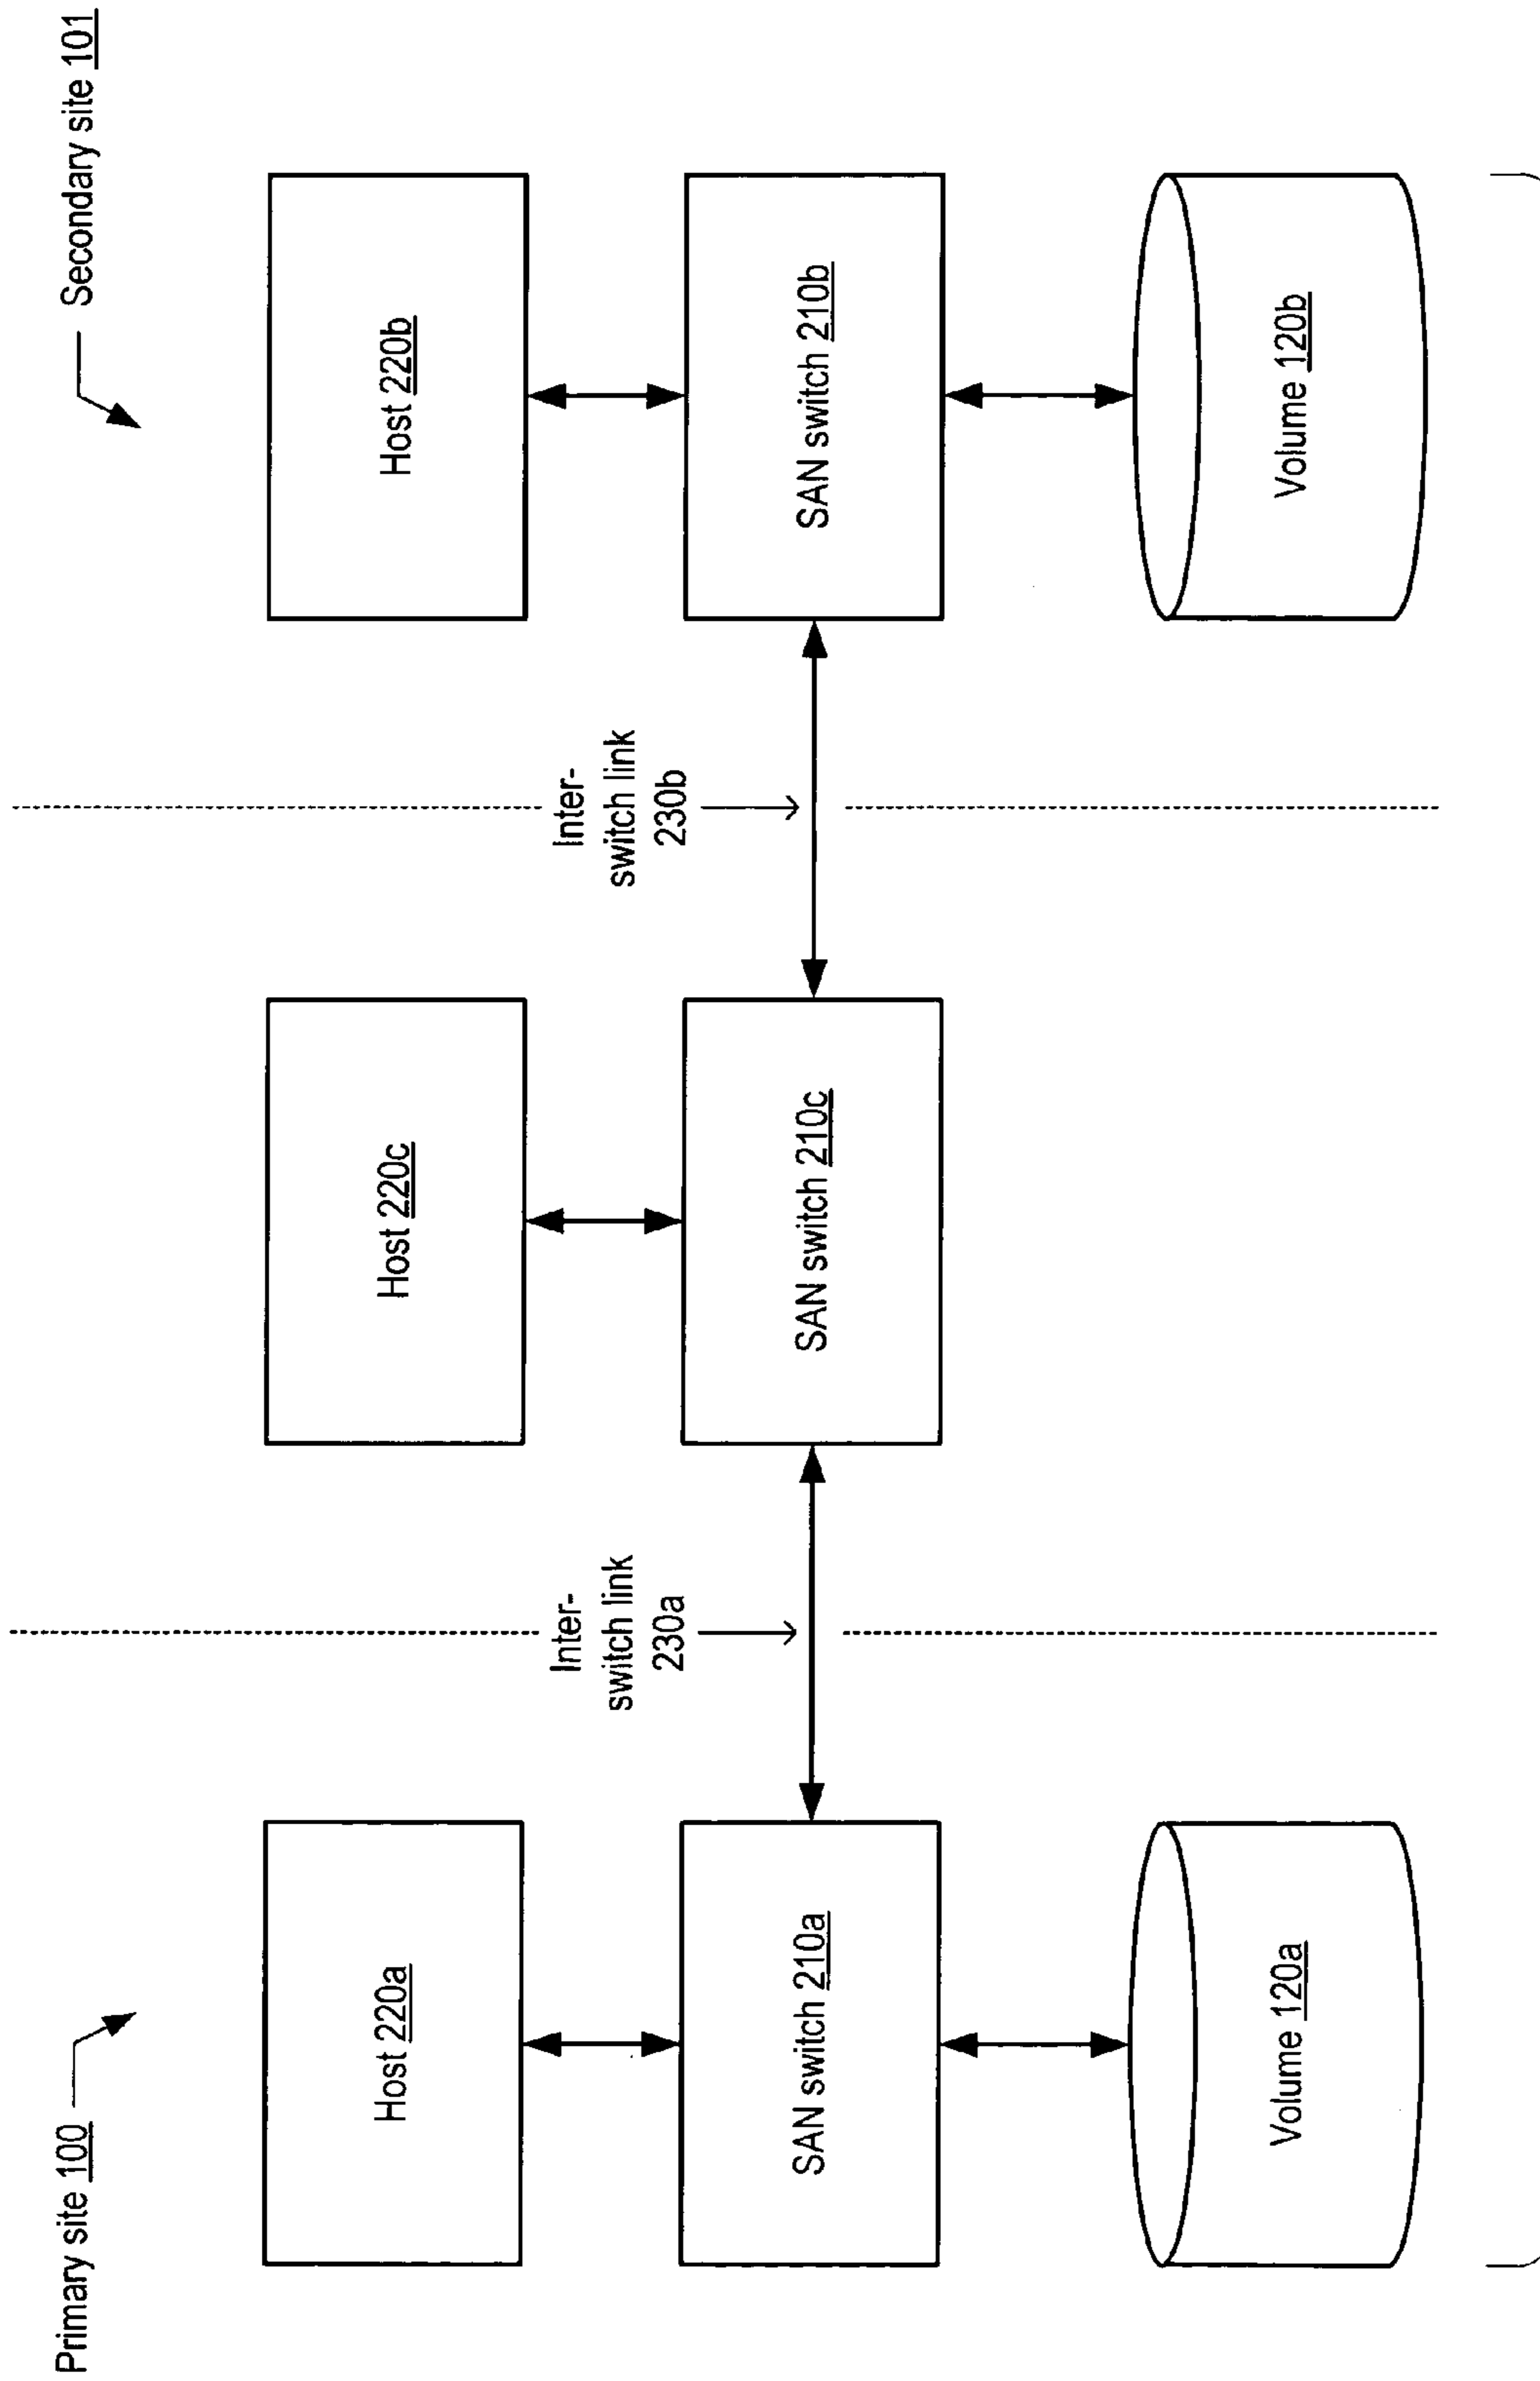 Primary site 100
Secondary site 101
Host 220a
Host 220c
Host 220b
Inter-
switch link
230a
Inter-
switch link
230b
SAN switch 210a
SAN switch 210c
SAN switch 210b
Volume 120a
Volume 120b